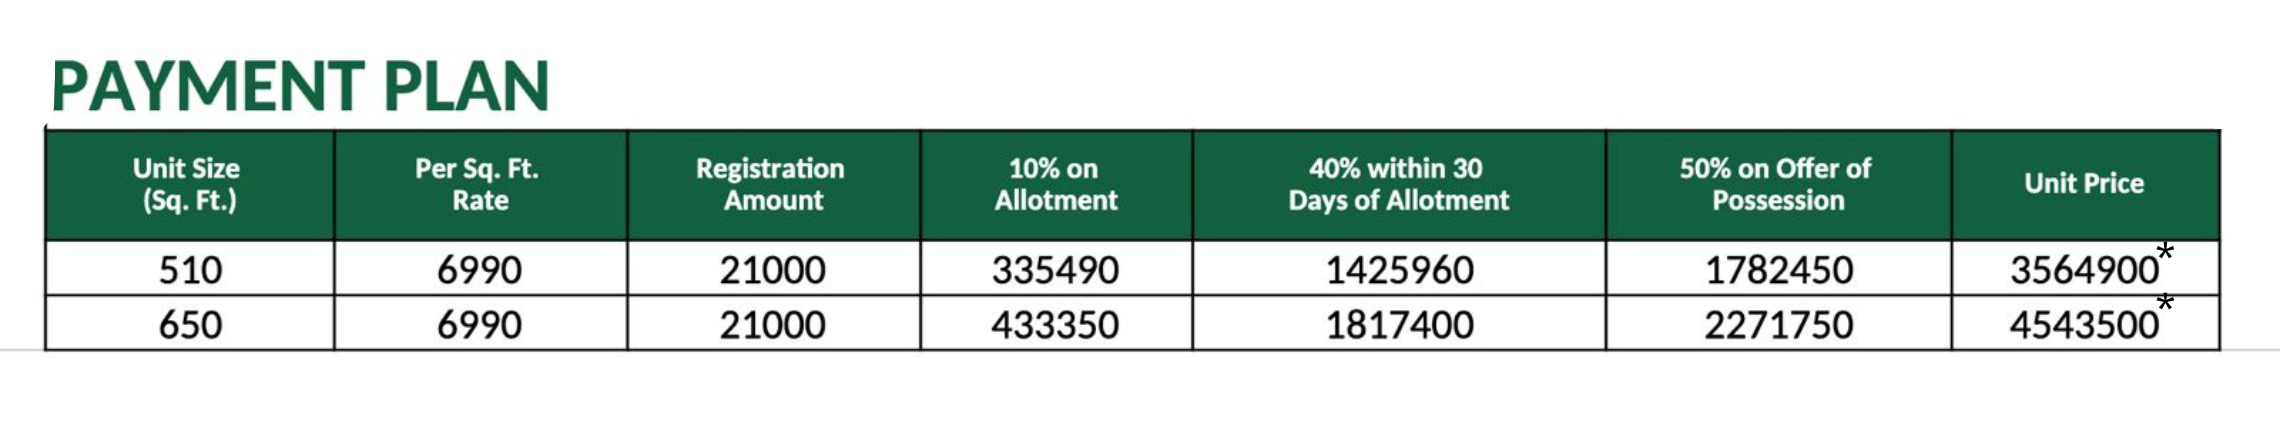 PAYMENT PLAN
Unit Size (Sq. Ft.) Per Sq. Ft. Rate Registration Amount 10% on Allotment 40% within 30 Days of Allotment 50% on Offer of Possession Unit Price
510 6990 21000 335490 1425960 1782450 3564900*
650 6990 21000 433350 1817400 2271750 4543500*